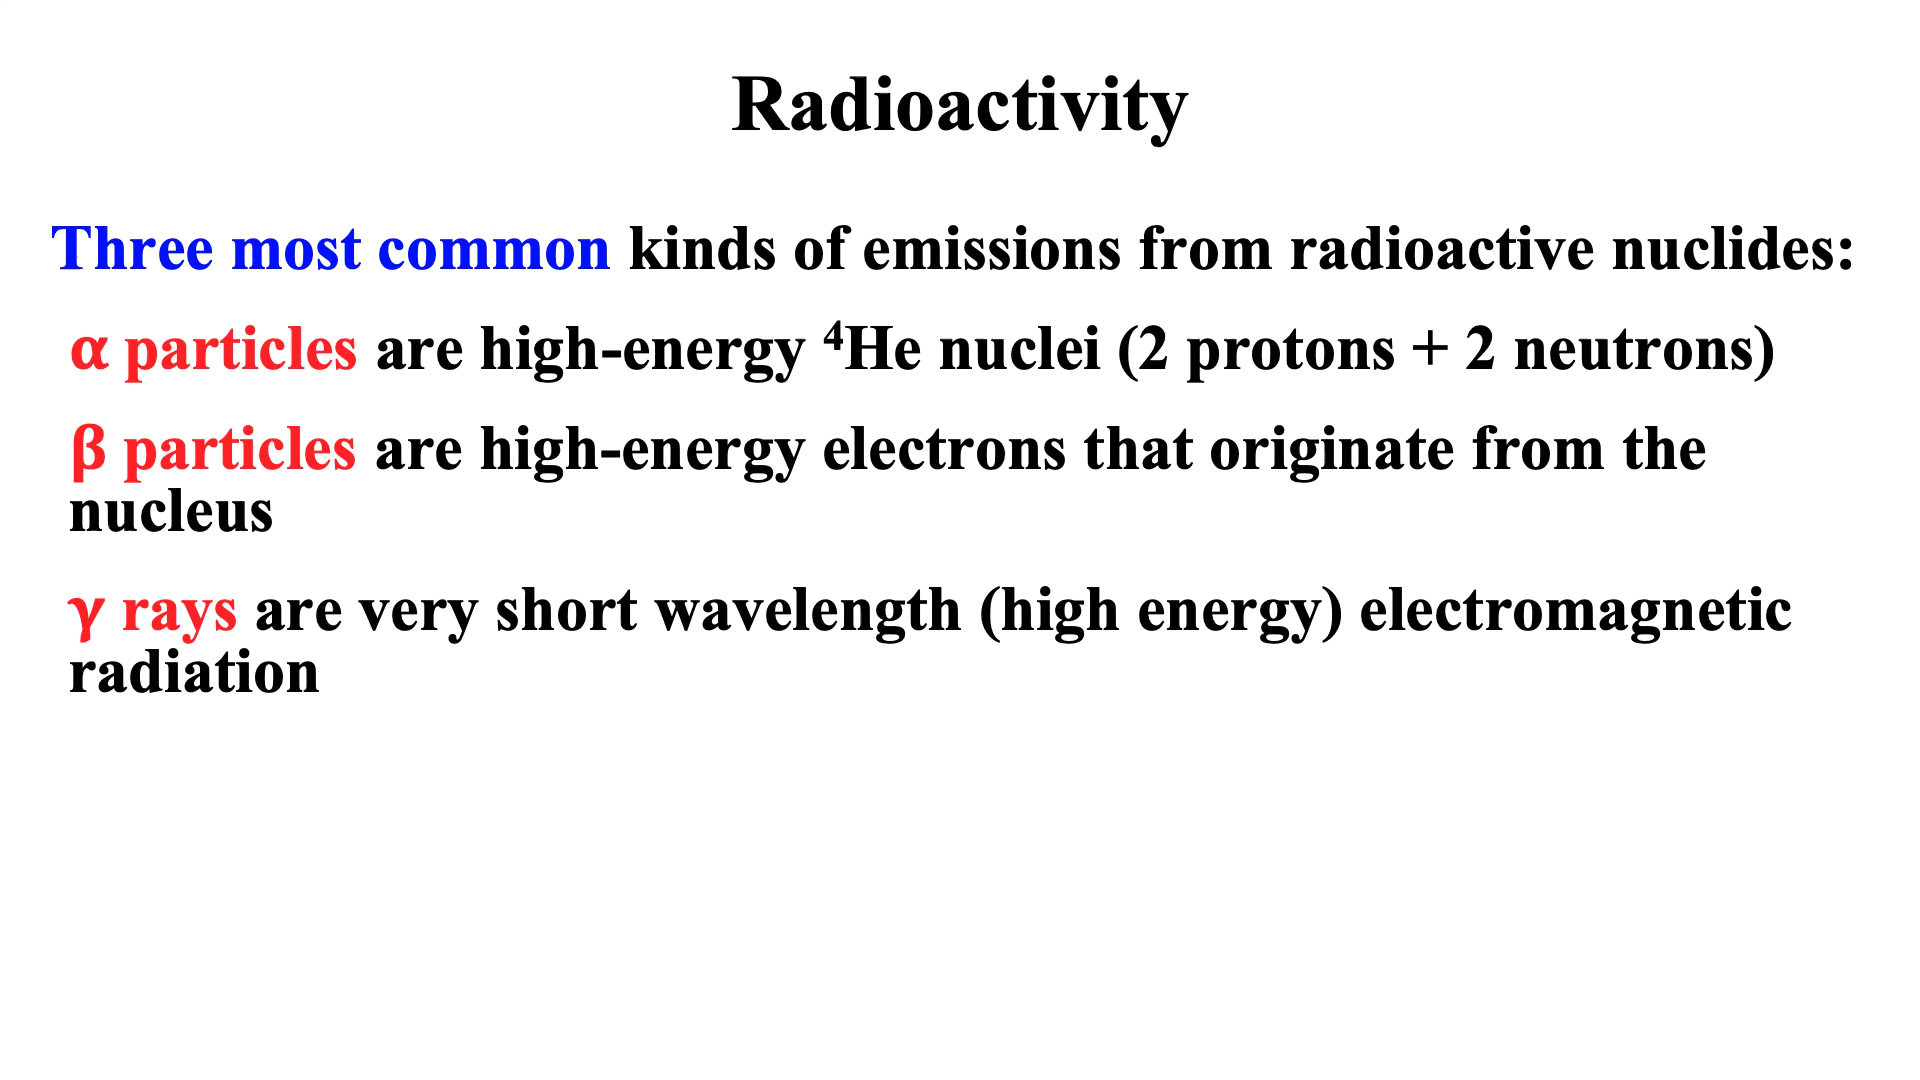 Radioactivity
Three most common kinds of emissions from radioactive nuclides:
α particles are high-energy ⁴He nuclei (2 protons + 2 neutrons)
β particles are high-energy electrons that originate from the
nucleus
γ rays are very short wavelength (high energy) electromagnetic
radiation